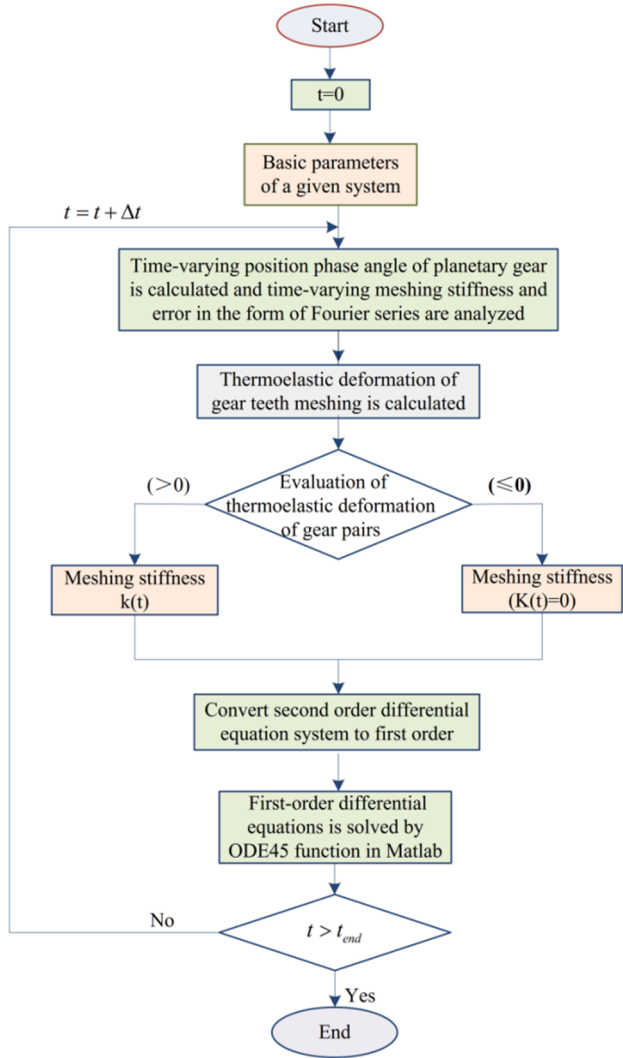 Start
t=0
Basic parameters
of a given system
t = t + Δt
Time-varying position phase angle of planetary gear
is calculated and time-varying meshing stiffness and
error in the form of Fourier series are analyzed
Thermoelastic deformation of
gear teeth meshing is calculated
(>0)
Evaluation of
thermoelastic deformation
of gear pairs
(≤0)
Meshing stiffness
k(t)
Meshing stiffness
(K(t)=0)
Convert second order differential
equation system to first order
First-order differential
equations is solved by
ODE45 function in Matlab
No
t > t_end
Yes
End